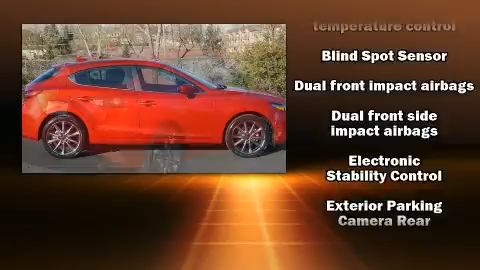 temperature control
Blind Spot Sensor
Dual front impact airbags
Dual front side
impact airbags
Electronic
Stability Control
Exterior Parking
Camera Rear